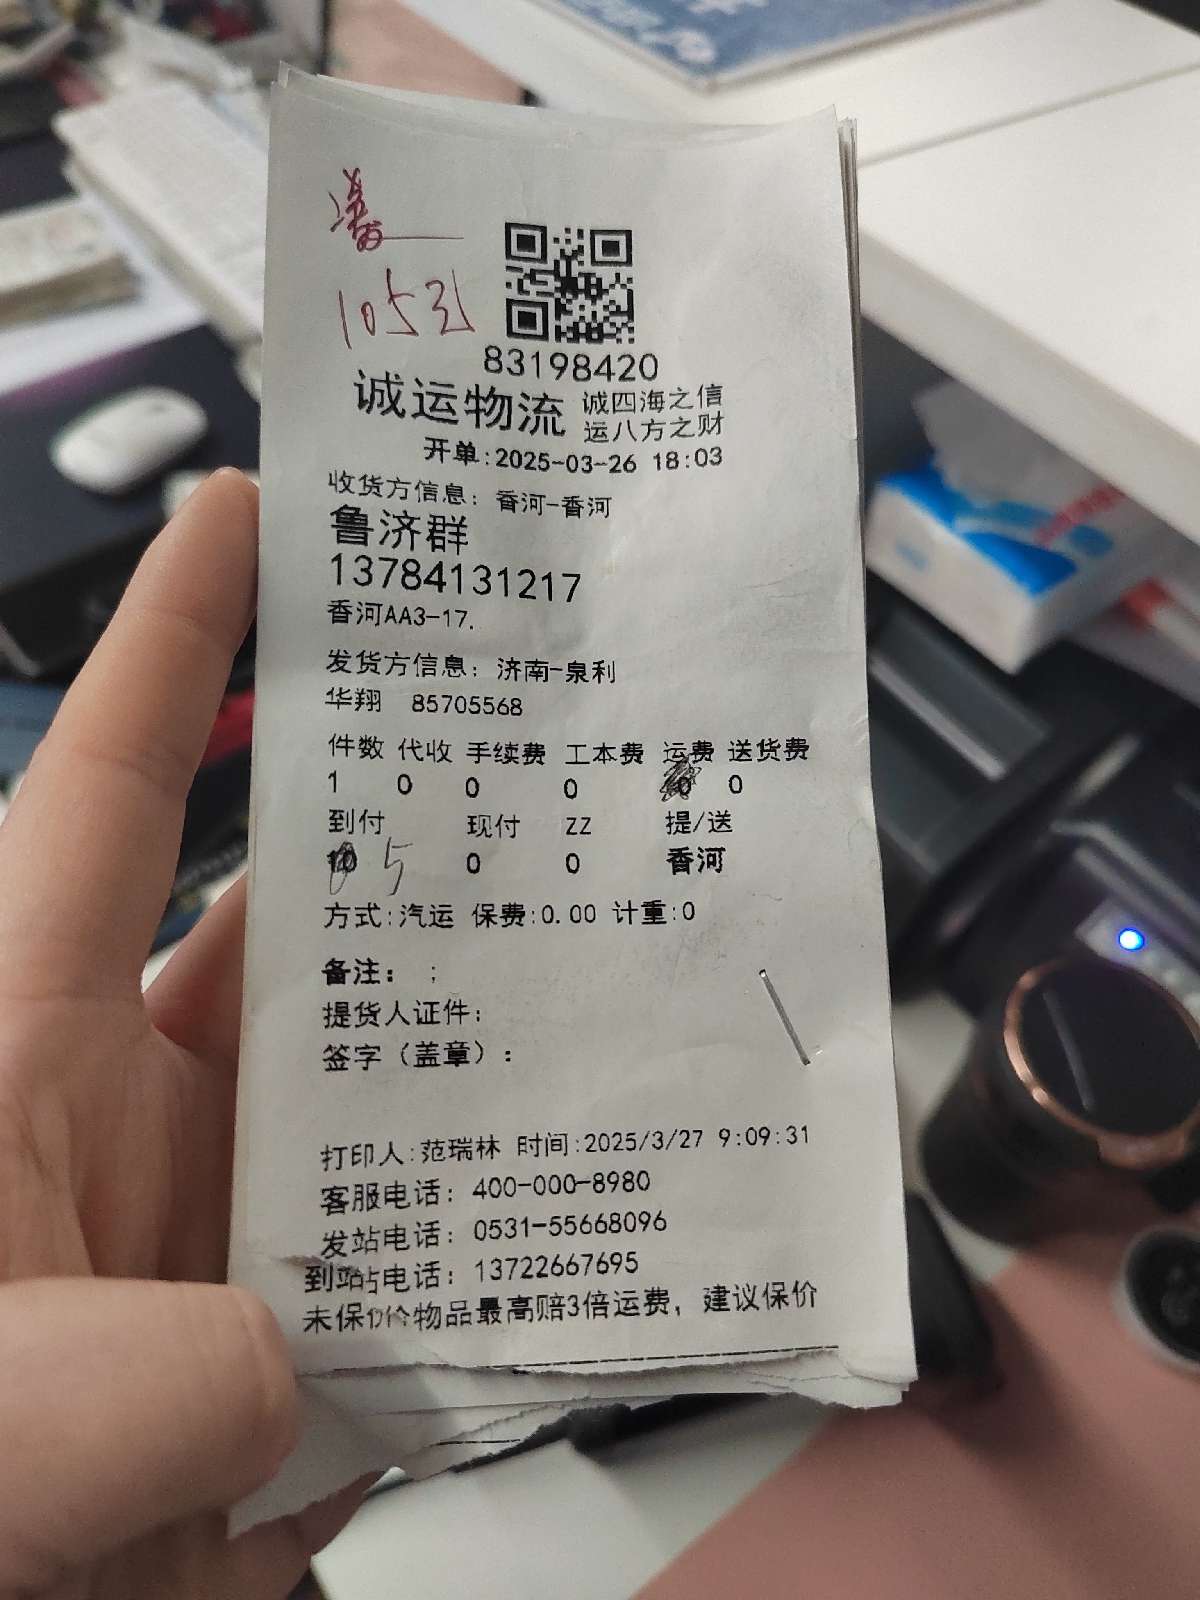 1053
83198420
诚运物流 诚四海之信
运八方之财
开单:2025-03-26 18:03
收货方信息: 香河-香河
鲁济群
13784131217
香河AA3-17.
发货方信息: 济南-泉利
华翔 85705568
件数 代收 手续费 工本费 运费 送货费
1 0 0 0 0
到付 现付 ZZ 提/送
5 0 0 香河
方式:汽运 保费:0.00 计重:0
备注: ;
提货人证件:
签字(盖章):
打印人:范瑞林 时间:2025/3/27 9:09:31
客服电话: 400-000-8980
发站电话: 0531-55668096
到站电话: 13722667695
未保价物品最高赔3倍运费, 建议保价